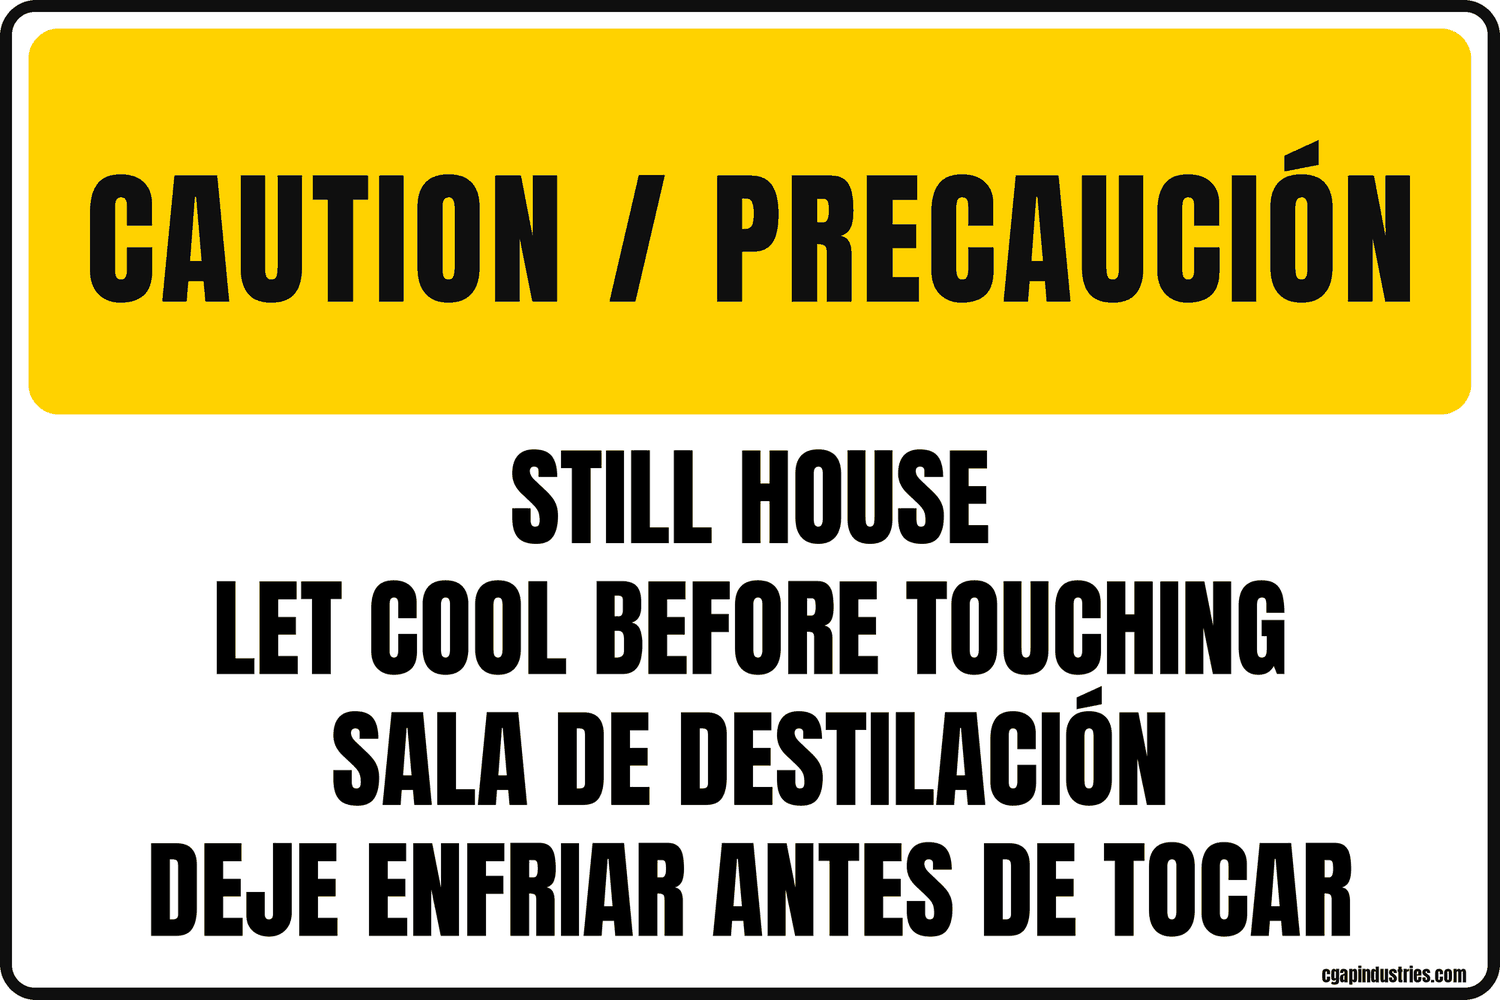 CAUTION / PRECAUCIÓN
STILL HOUSE
LET COOL BEFORE TOUCHING
SALA DE DESTILACIÓN
DEJE ENFRIAR ANTES DE TOCAR
cgapindustries.com